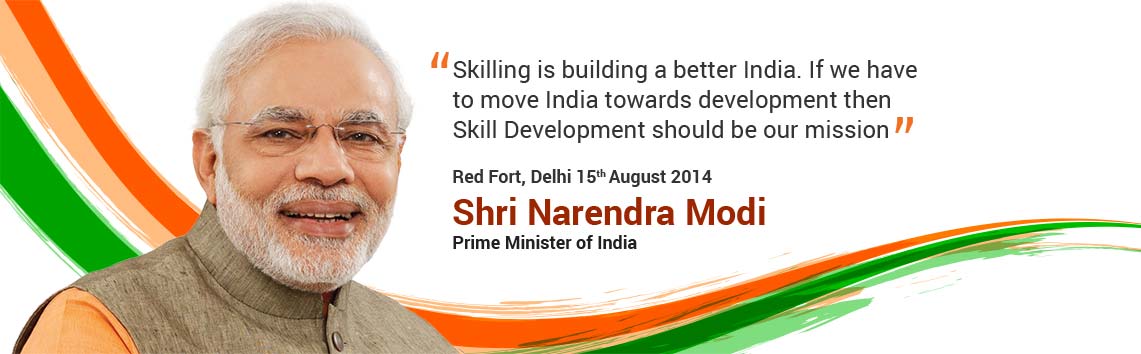 “Skilling is building a better India. If we have
to move India towards development then
Skill Development should be our mission”
Red Fort, Delhi 15th August 2014
Shri Narendra Modi
Prime Minister of India